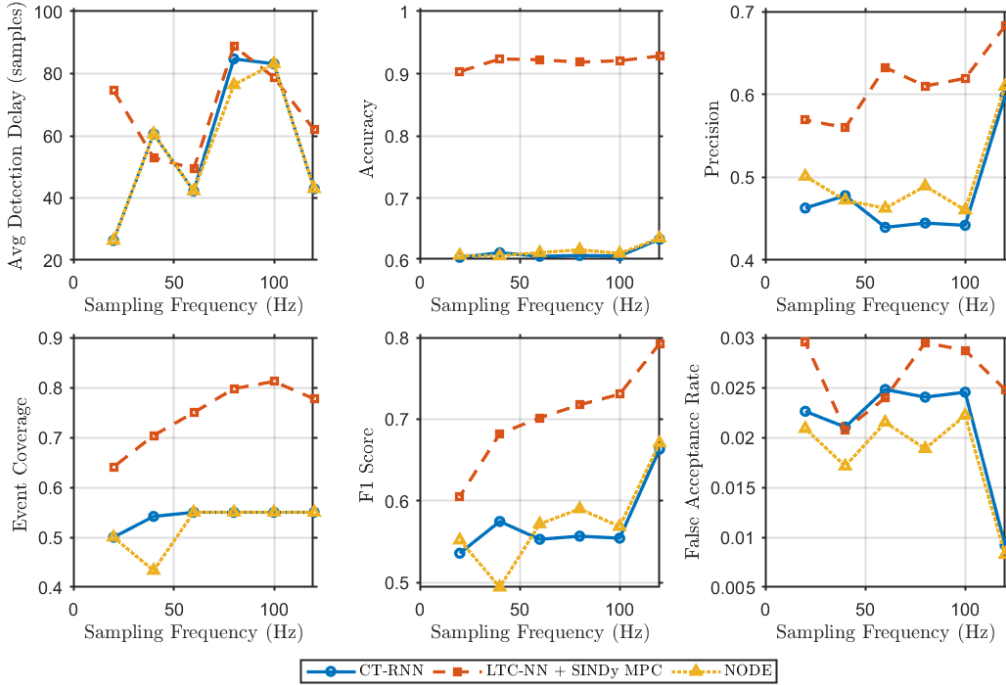 Avg Detection Delay (samples)
100
80
60
40
20
0 50 100
Sampling Frequency (Hz)
Accuracy
1
0.9
0.8
0.7
0.6
0 50 100
Sampling Frequency (Hz)
Precision
0.7
0.6
0.5
0.4
0 50 100
Sampling Frequency (Hz)
Event Coverage
0.9
0.8
0.7
0.6
0.5
0.4
0 50 100
Sampling Frequency (Hz)
F1 Score
0.8
0.7
0.6
0.5
0 50 100
Sampling Frequency (Hz)
False Acceptance Rate
0.03
0.025
0.02
0.015
0.01
0.005
0 50 100
Sampling Frequency (Hz)
CT-RNN LTC-NN + SINDy MPC NODE